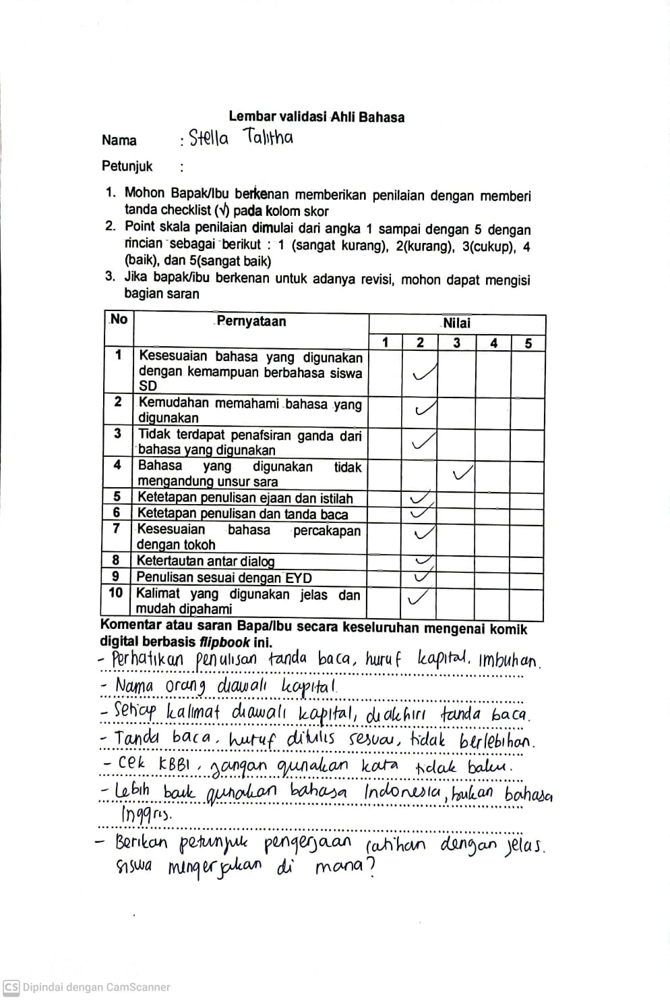 Lembar validasi Ahli Bahasa
Nama : Stella Talitha
Petunjuk :
1. Mohon Bapak/Ibu berkenan memberikan penilaian dengan memberi
tanda checklist (√) pada kolom skor
2. Point skala penilaian dimulai dari angka 1 sampai dengan 5 dengan
rincian sebagai berikut : 1 (sangat kurang), 2(kurang), 3(cukup), 4
(baik), dan 5(sangat baik)
3. Jika bapak/ibu berkenan untuk adanya revisi, mohon dapat mengisi
bagian saran
No Pernyataan Nilai
1 2 3 4 5
1 Kesesuaian bahasa yang digunakan
dengan kemampuan berbahasa siswa ✓
SD
2 Kemudahan memahami bahasa yang ✓
digunakan
3 Tidak terdapat penafsiran ganda dari ✓
bahasa yang digunakan
4 Bahasa yang digunakan tidak ✓
mengandung unsur sara
5 Ketetapan penulisan ejaan dan istilah ✓
6 Ketetapan penulisan dan tanda baca ✓
7 Kesesuaian bahasa percakapan ✓
dengan tokoh
8 Ketertautan antar dialog ✓
9 Penulisan sesuai dengan EYD ✓
10 Kalimat yang digunakan jelas dan ✓
mudah dipahami
Komentar atau saran Bapa/Ibu secara keseluruhan mengenai komik
digital berbasis flipbook ini.
- Perhatikan penulisan tanda baca, huruf kapital, imbuhan.
- Nama orang diawali kapital.
- Setiap kalimat diawali kapital, diakhiri tanda baca.
- Tanda baca, huruf ditulis sesuai, tidak berlebihan.
- Cek KBBI, jangan gunakan kata tidak baku.
- Lebih baik gunakan bahasa Indonesia, bukan bahasa
Inggris.
- Berikan petunjuk pengerjaan latihan dengan jelas.
siswa mengerjakan di mana?
CS Dipindai dengan CamScanner